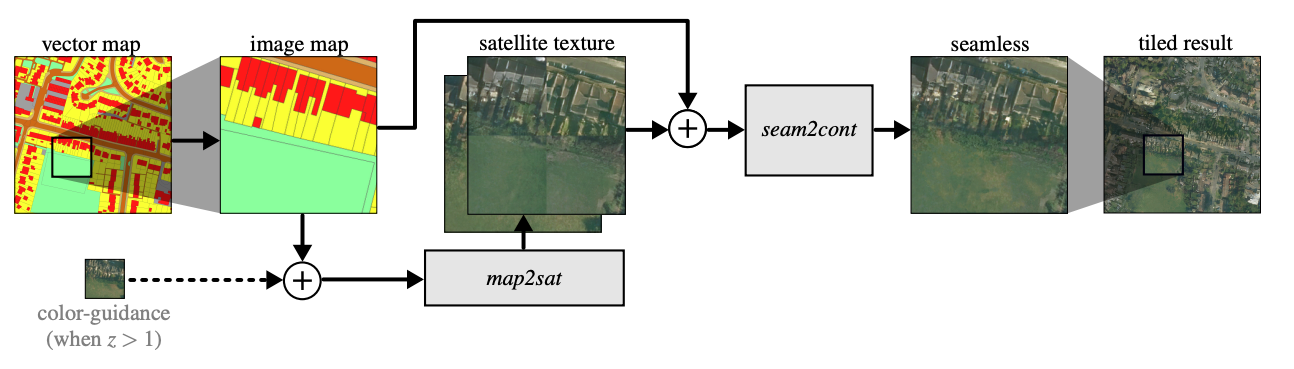 vector map
image map
satellite texture
seamless
tiled result
seam2cont
map2sat
color-guidance
(when z > 1)